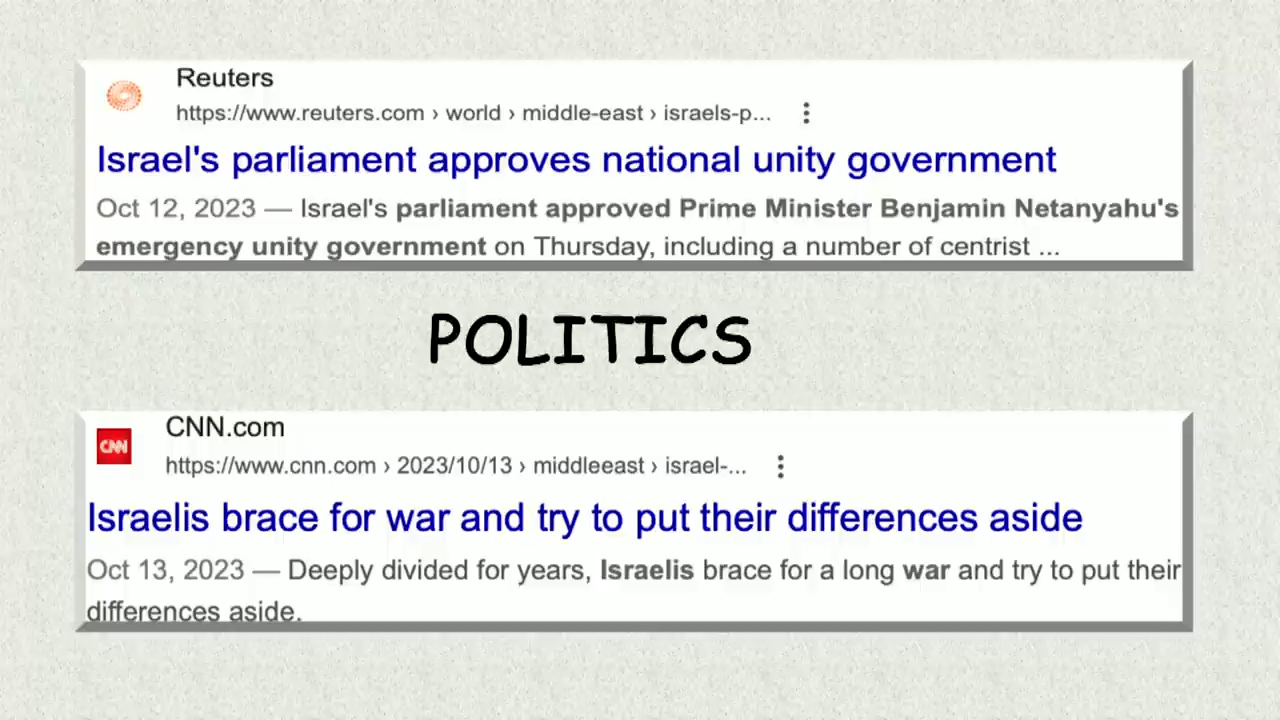 Reuters
https://www.reuters.com › world › middle-east › israels-p...
Israel's parliament approves national unity government
Oct 12, 2023 — Israel's parliament approved Prime Minister Benjamin Netanyahu's
emergency unity government on Thursday, including a number of centrist ...
POLITICS
CNN
CNN.com
https://www.cnn.com › 2023/10/13 › middleeast › israel-...
Israelis brace for war and try to put their differences aside
Oct 13, 2023 — Deeply divided for years, Israelis brace for a long war and try to put their
differences aside.